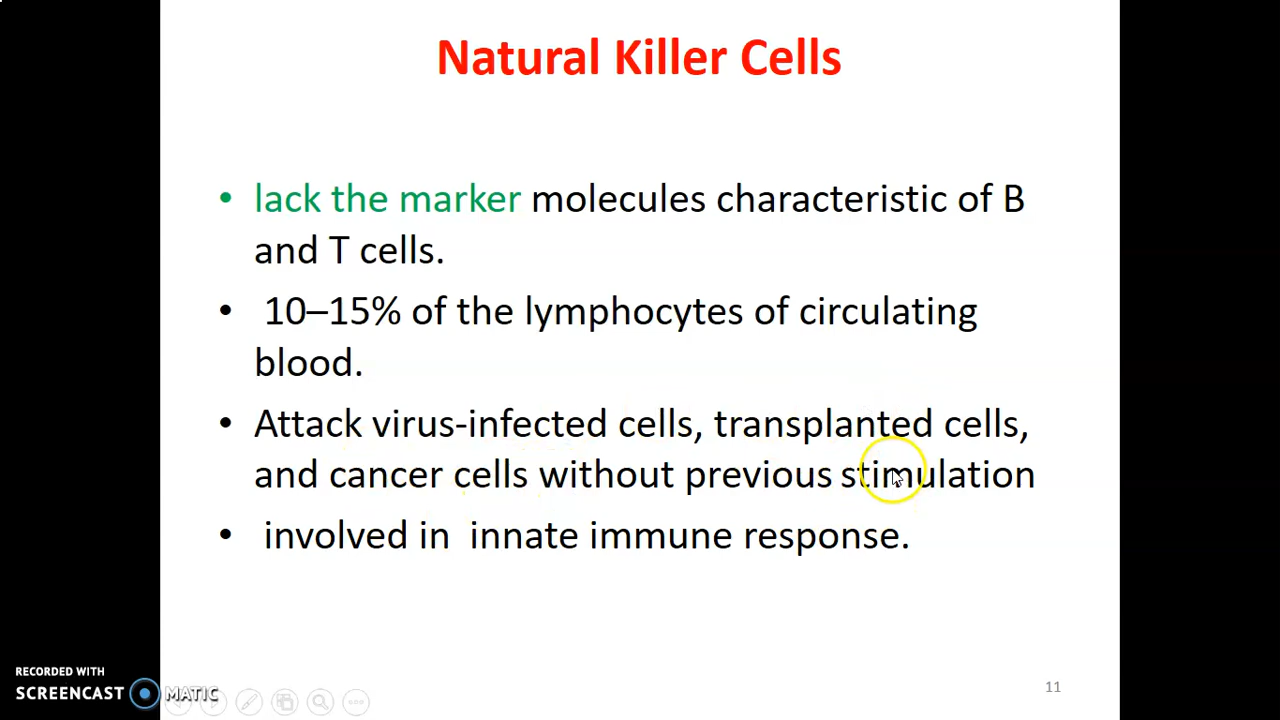 Natural Killer Cells
• lack the marker molecules characteristic of B
and T cells.
• 10–15% of the lymphocytes of circulating
blood.
• Attack virus-infected cells, transplanted cells,
and cancer cells without previous stimulation
• involved in innate immune response.
RECORDED WITH
SCREENCAST MATIC
11